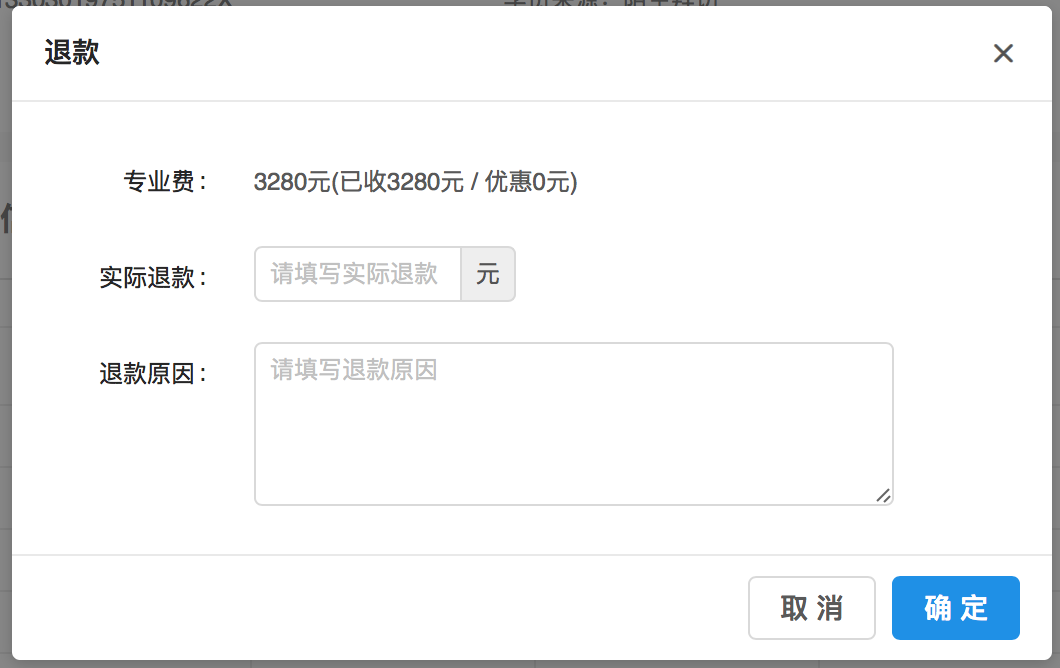 退款
专业费：
3280元(已收3280元 / 优惠0元)
实际退款：
请填写实际退款 元
退款原因：
请填写退款原因
取 消 确 定